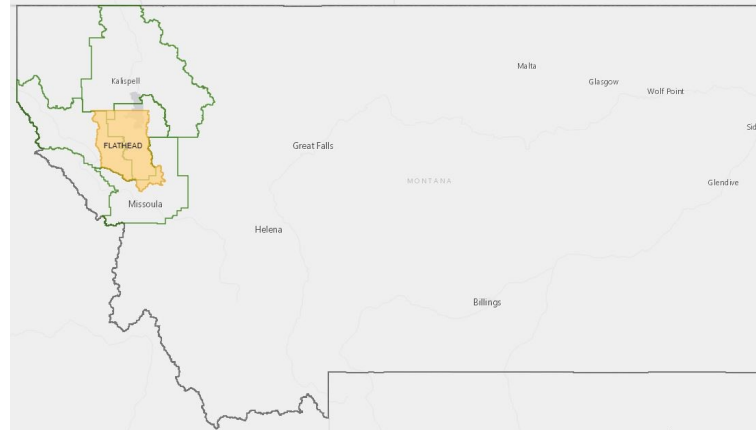 Malta
Kalispell
Glasgow
Wolf Point
Sid
FLATHEAD
Great Falls
MONTANA
Glendive
Missoula
Helena
Billings